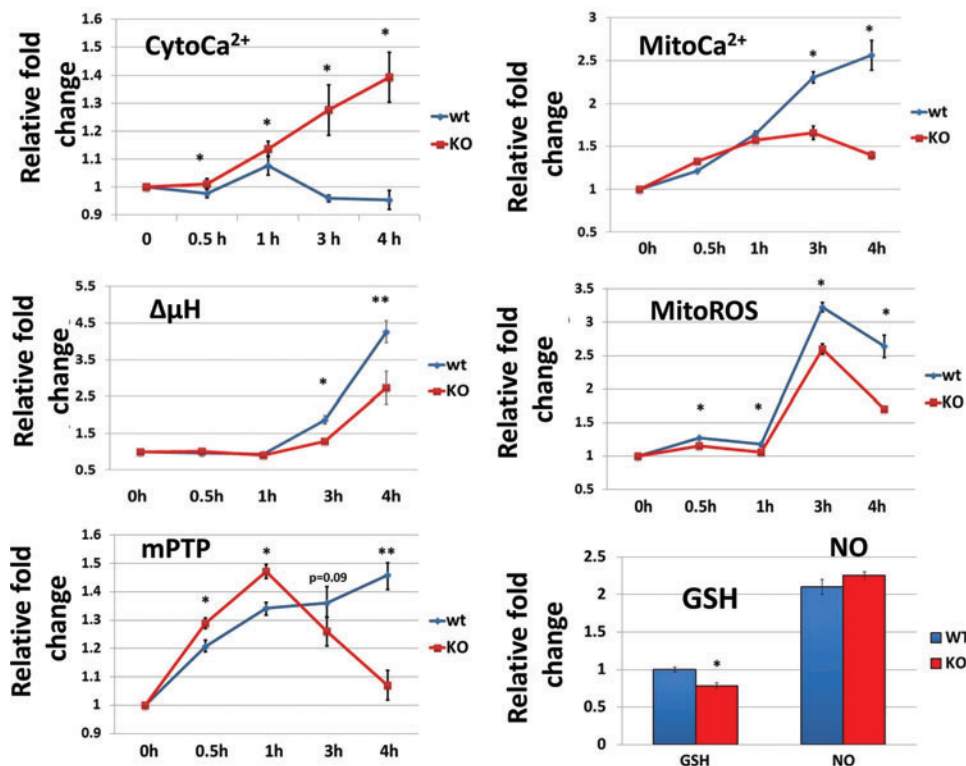 CytoCa2+
Relative fold
change
1.6
1.5
1.4
1.3
1.2
1.1
1
0.9
*
*
*
*
wt
KO
0 0.5 h 1 h 3 h 4 h
MitoCa2+
Relative fold
change
3
2.5
2
1.5
1
0.5
*
*
wt
KO
0h 0.5h 1h 3h 4h
ΔμH
Relative fold
change
5.5
4.5
3.5
2.5
1.5
0.5
*
**
wt
KO
0h 0.5h 1h 3h 4h
MitoROS
Relative fold
change
3.5
3
2.5
2
1.5
1
0.5
*
*
*
*
wt
KO
0h 0.5h 1h 3h 4h
mPTP
Relative fold
change
1.6
1.5
1.4
1.3
1.2
1.1
1
0.9
*
*
p=0.09
**
wt
KO
0h 0.5h 1h 3h 4h
NO
GSH
Relative fold
change
2.5
2
1.5
1
0.5
0
*
WT
KO
GSH NO